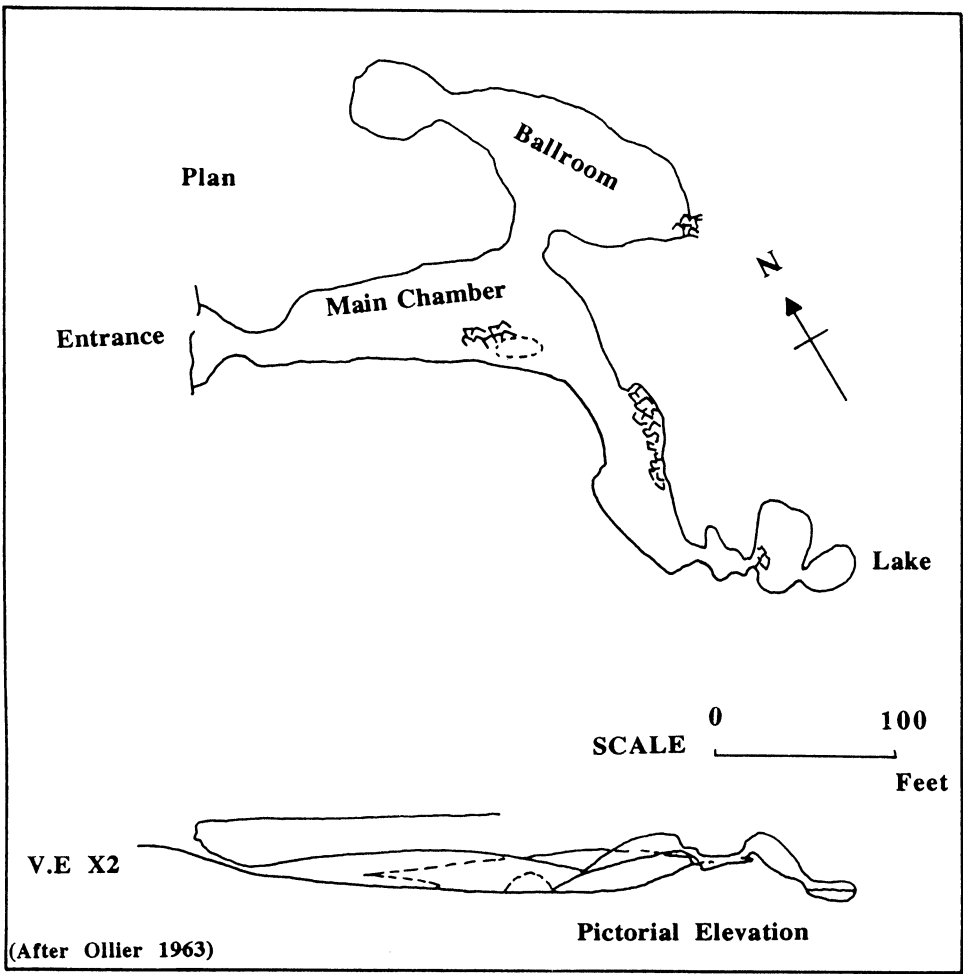 Ballroom
Plan
N
Main Chamber
Entrance
Lake
0 100
SCALE
Feet
V.E X2
Pictorial Elevation
(After Ollier 1963)